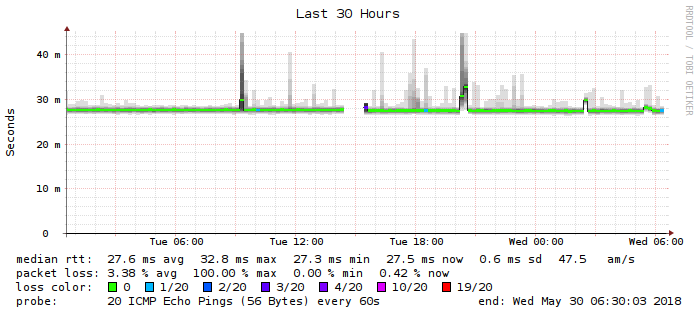 Last 30 Hours
RRDTOOL / TOBI OETIKER
Seconds
40 m
30 m
20 m
10 m
0
Tue 06:00 Tue 12:00 Tue 18:00 Wed 00:00 Wed 06:00
median rtt: 27.6 ms avg 32.8 ms max 27.3 ms min 27.5 ms now 0.6 ms sd 47.5 am/s
packet loss: 3.38 % avg 100.00 % max 0.00 % min 0.42 % now
loss color: 0 1/20 2/20 3/20 4/20 10/20 19/20
probe: 20 ICMP Echo Pings (56 Bytes) every 60s end: Wed May 30 06:30:03 2018